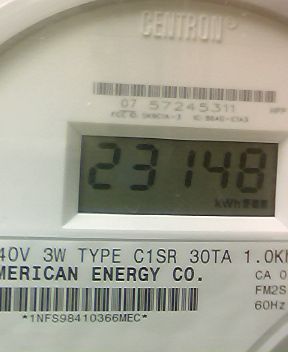 CENTRON®
07 57245311
23148
kWh
40V 3W TYPE C1SR 30TA 1.0Kh
MERICAN ENERGY CO.
CA 0
FM2S
60Hz
*1NFS98410366MEC*